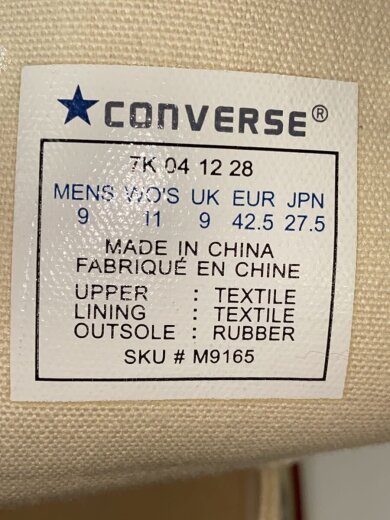 ★CONVERSE®
7K 04 12 28
MENS WO'S UK EUR JPN
9 11 9 42.5 27.5
MADE IN CHINA
FABRIQUÉ EN CHINE
UPPER : TEXTILE
LINING : TEXTILE
OUTSOLE : RUBBER
SKU # M9165